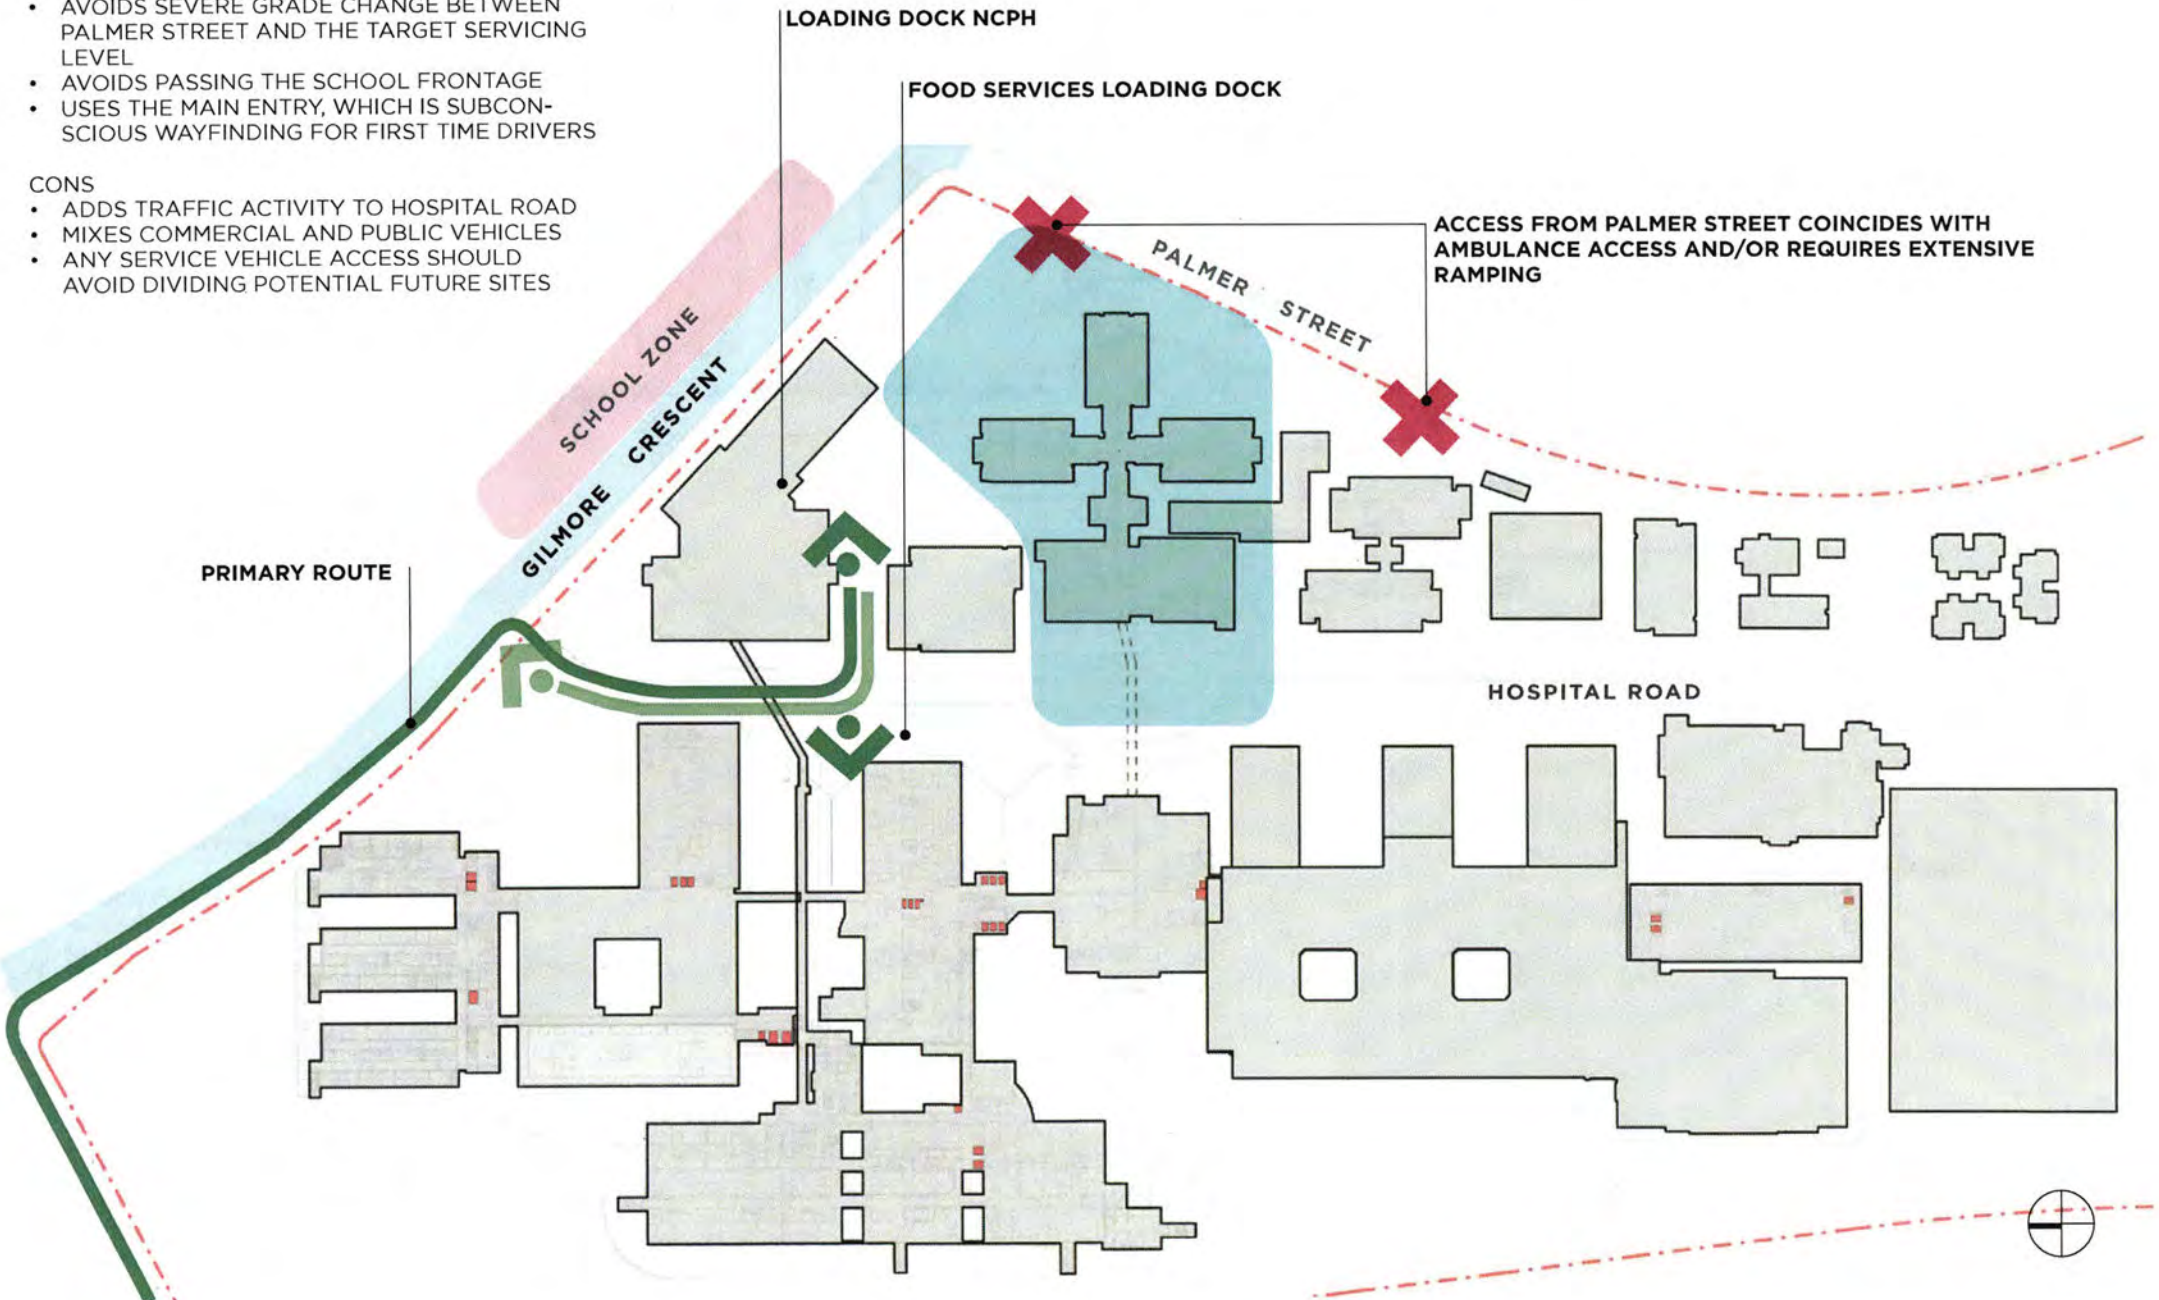 • AVOIDS SEVERE GRADE CHANGE BETWEEN
PALMER STREET AND THE TARGET SERVICING
LEVEL
• AVOIDS PASSING THE SCHOOL FRONTAGE
• USES THE MAIN ENTRY, WHICH IS SUBCON-
SCIOUS WAYFINDING FOR FIRST TIME DRIVERS
CONS
• ADDS TRAFFIC ACTIVITY TO HOSPITAL ROAD
• MIXES COMMERCIAL AND PUBLIC VEHICLES
• ANY SERVICE VEHICLE ACCESS SHOULD
AVOID DIVIDING POTENTIAL FUTURE SITES
LOADING DOCK NCPH
FOOD SERVICES LOADING DOCK
ACCESS FROM PALMER STREET COINCIDES WITH
AMBULANCE ACCESS AND/OR REQUIRES EXTENSIVE
RAMPING
PALMER STREET
SCHOOL ZONE
GILMORE CRESCENT
PRIMARY ROUTE
HOSPITAL ROAD